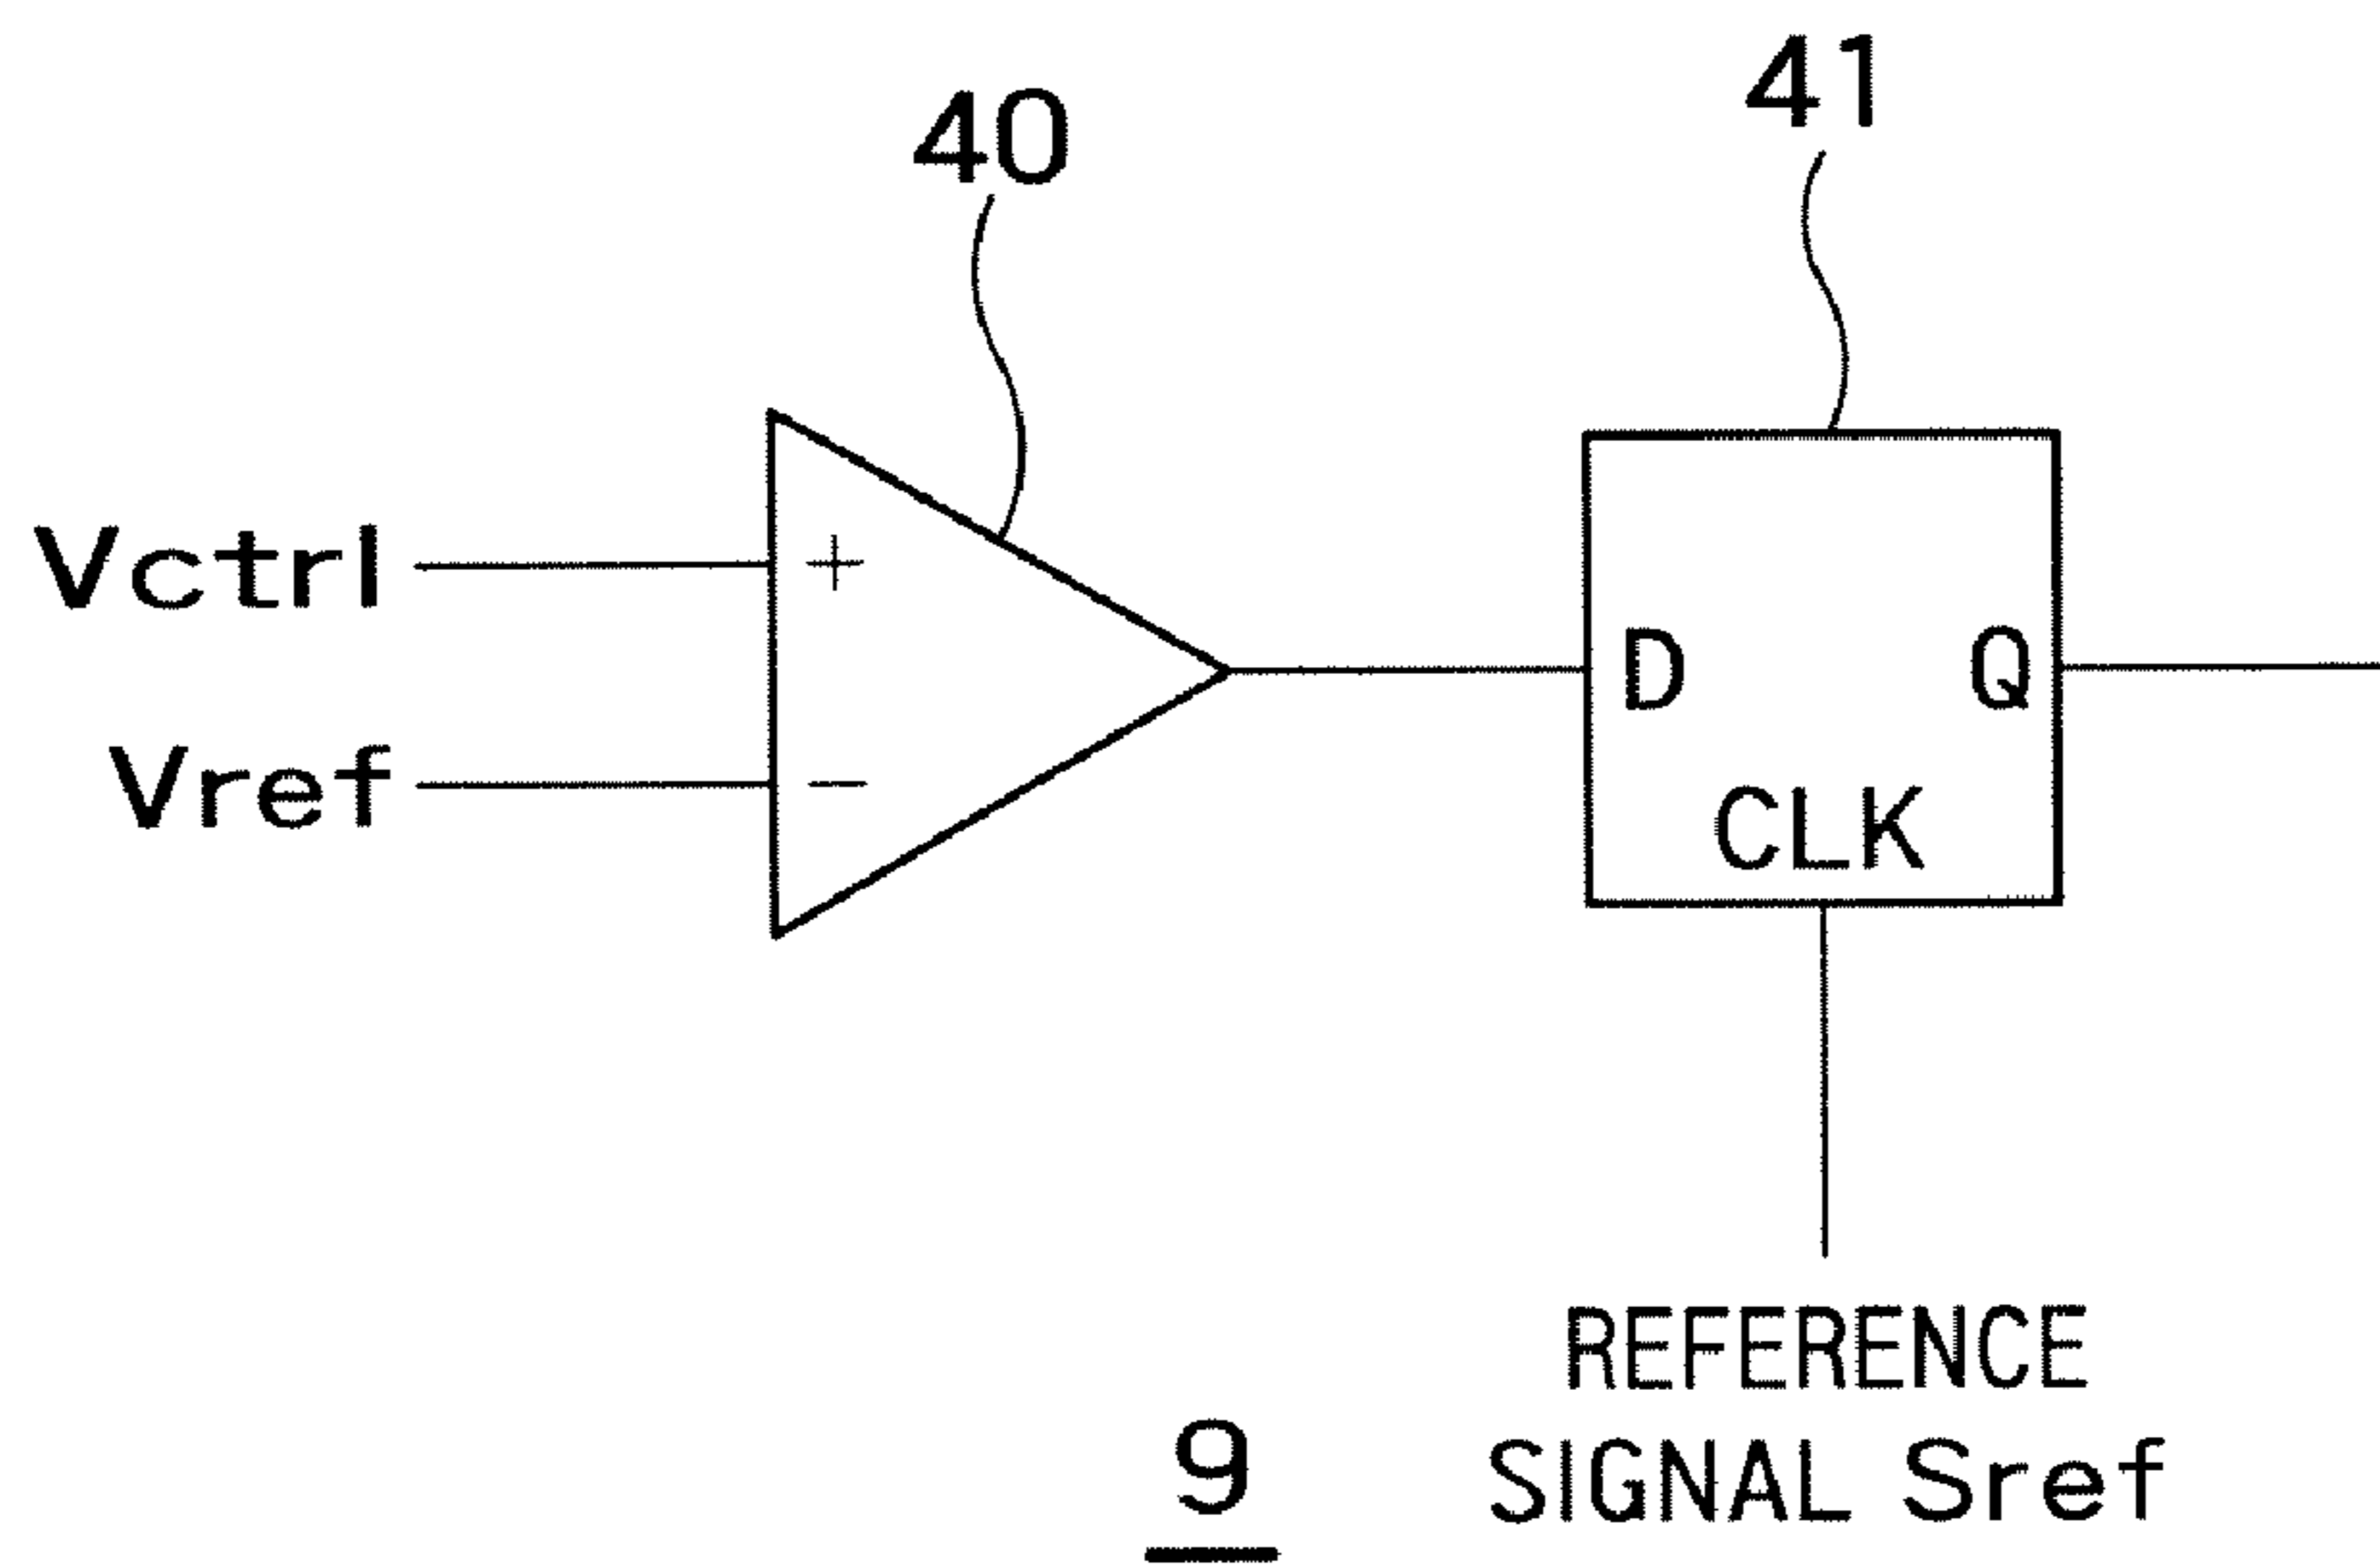 41
40
Vctrl
+
Vref
−
D Q
CLK
REFERENCE
SIGNAL Sref
9